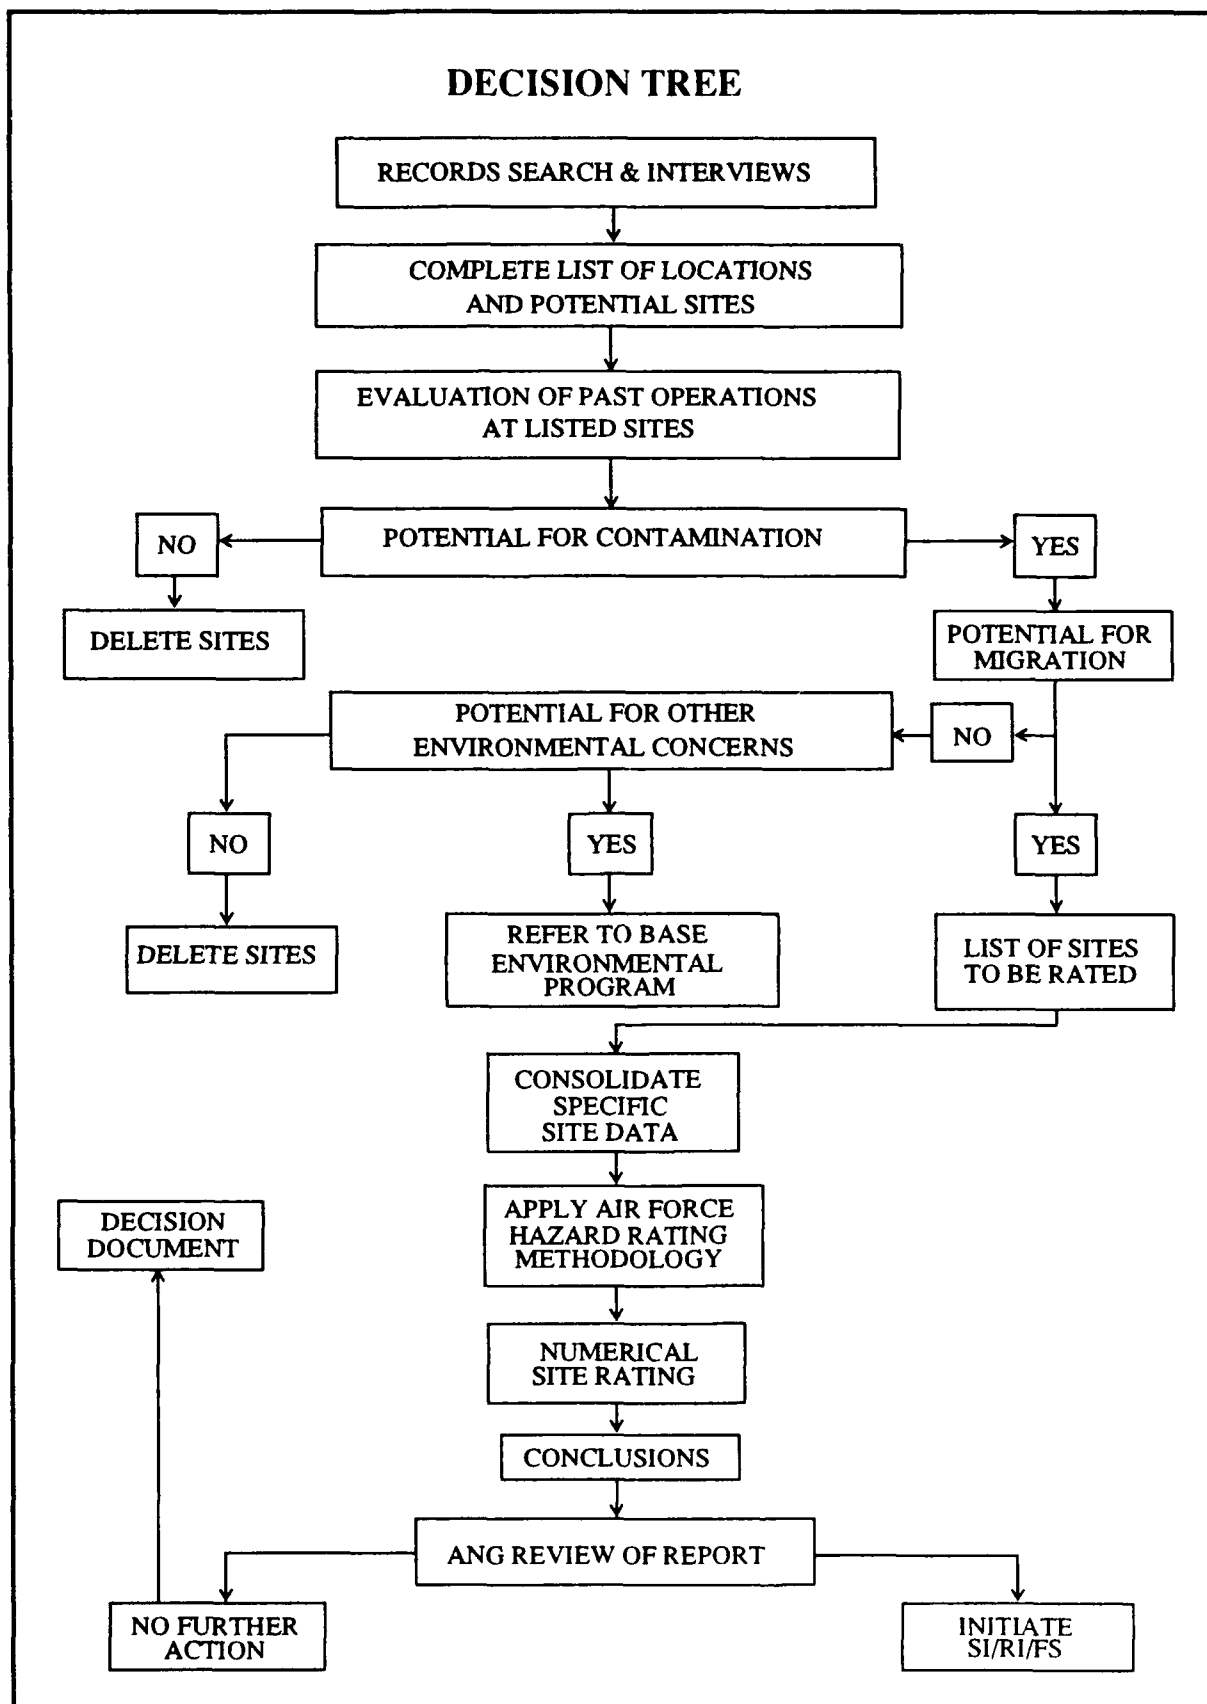 DECISION TREE
RECORDS SEARCH & INTERVIEWS
COMPLETE LIST OF LOCATIONS
AND POTENTIAL SITES
EVALUATION OF PAST OPERATIONS
AT LISTED SITES
NO
POTENTIAL FOR CONTAMINATION
YES
DELETE SITES
POTENTIAL FOR
MIGRATION
POTENTIAL FOR OTHER
ENVIRONMENTAL CONCERNS
NO
NO
YES
YES
DELETE SITES
REFER TO BASE
ENVIRONMENTAL
PROGRAM
LIST OF SITES
TO BE RATED
CONSOLIDATE
SPECIFIC
SITE DATA
DECISION
DOCUMENT
APPLY AIR FORCE
HAZARD RATING
METHODOLOGY
NUMERICAL
SITE RATING
CONCLUSIONS
ANG REVIEW OF REPORT
NO FURTHER
ACTION
INITIATE
SI/RI/FS